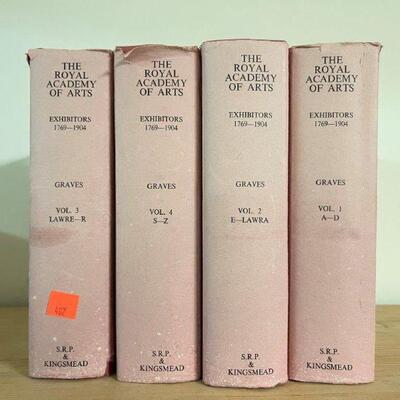 THE
ROYAL
ACADEMY
OF ARTS
EXHIBITORS
1769—1904
GRAVES
VOL. 3
LAWRE—R
402
S.R.P.
&
KINGSMEAD
THE
ROYAL
ACADEMY
OF ARTS
EXHIBITORS
1769—1904
GRAVES
VOL. 4
S—Z
S.R.P.
&
KINGSMEAD
THE
ROYAL
ACADEMY
OF ARTS
EXHIBITORS
1769—1904
GRAVES
VOL. 2
E—LAWRA
S.R.P.
&
KINGSMEAD
THE
ROYAL
ACADEMY
OF ARTS
EXHIBITORS
1769—1904
GRAVES
VOL. 1
A—D
S.R.P.
&
KINGSMEAD